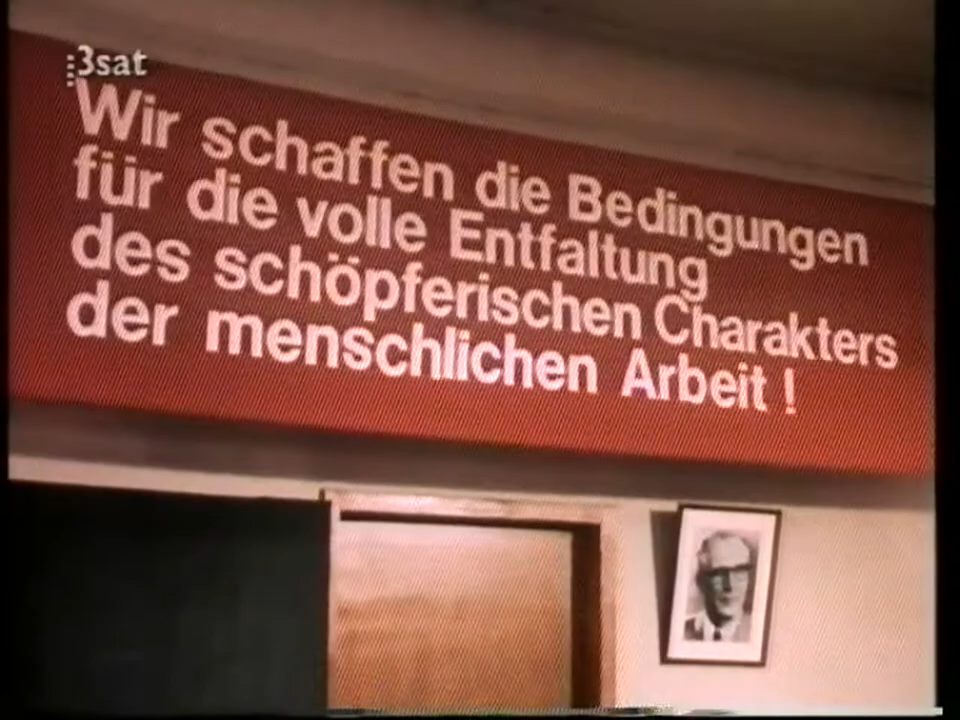 3sat
Wir schaffen die Bedingungen
für die volle Entfaltung
des schöpferischen Charakters
der menschlichen Arbeit !